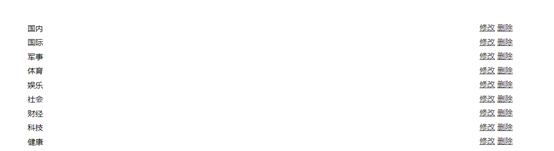 国内 修改 删除
国际 修改 删除
军事 修改 删除
体育 修改 删除
娱乐 修改 删除
社会 修改 删除
财经 修改 删除
科技 修改 删除
健康 修改 删除